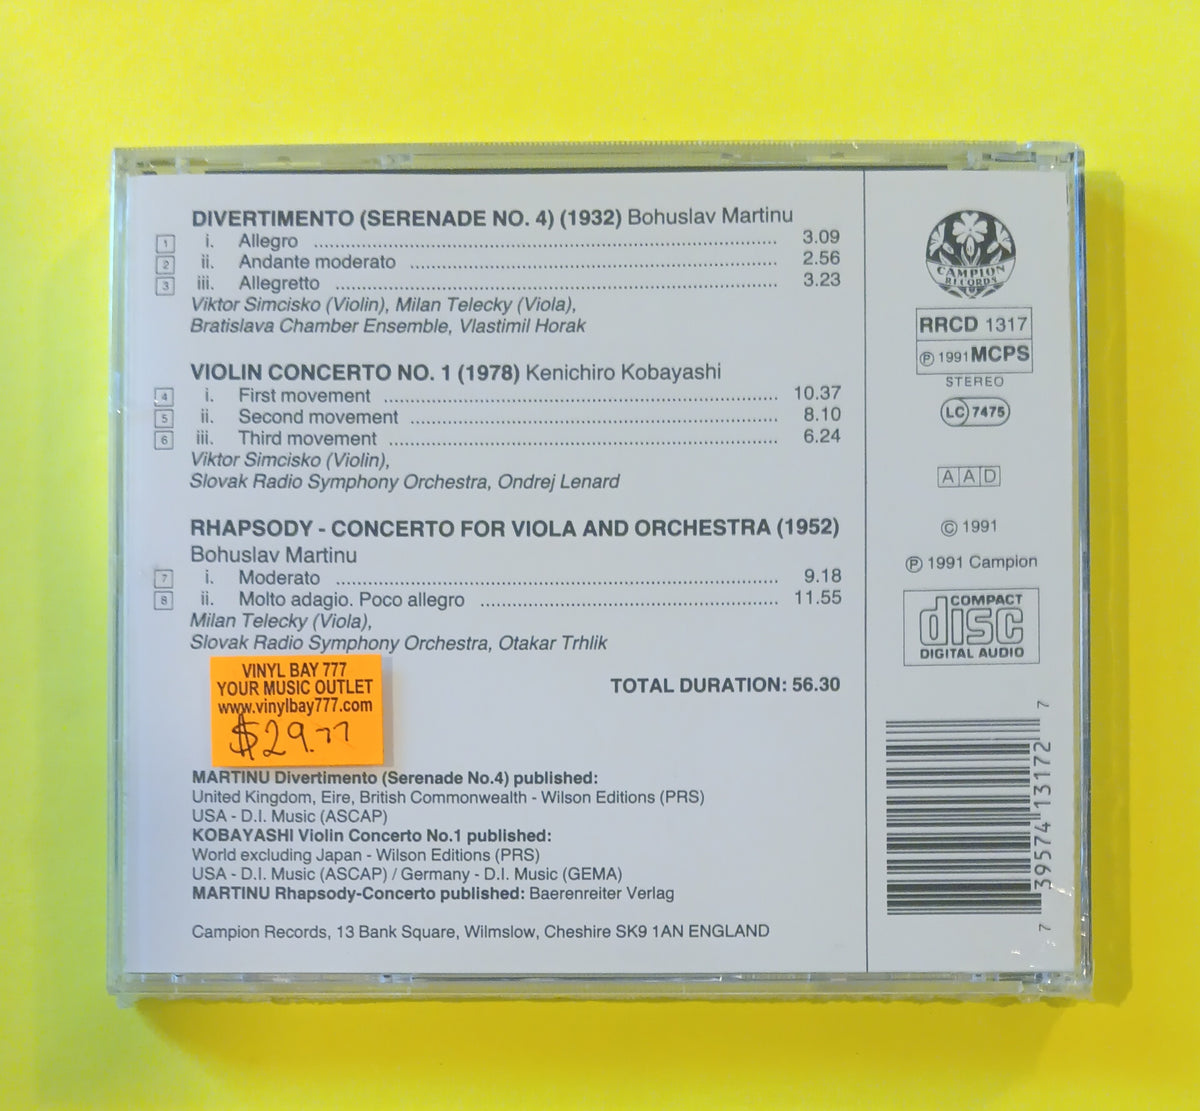 DIVERTIMENTO (SERENADE NO. 4) (1932) Bohuslav Martinu
1 i. Allegro 3.09
2 ii. Andante moderato 2.56
3 iii. Allegretto 3.23
Viktor Simcisko (Violin), Milan Telecky (Viola),
Bratislava Chamber Ensemble, Vlastimil Horak
VIOLIN CONCERTO NO. 1 (1978) Kenichiro Kobayashi
4 i. First movement 10.37
5 ii. Second movement 8.10
6 iii. Third movement 6.24
Viktor Simcisko (Violin),
Slovak Radio Symphony Orchestra, Ondrej Lenard
RHAPSODY - CONCERTO FOR VIOLA AND ORCHESTRA (1952)
Bohuslav Martinu
7 i. Moderato 9.18
8 ii. Molto adagio. Poco allegro 11.55
Milan Telecky (Viola),
Slovak Radio Symphony Orchestra, Otakar Trhlik
TOTAL DURATION: 56.30
VINYL BAY 777
YOUR MUSIC OUTLET
www.vinylbay777.com
$29.77
MARTINU Divertimento (Serenade No.4) published:
United Kingdom, Eire, British Commonwealth - Wilson Editions (PRS)
USA - D.I. Music (ASCAP)
KOBAYASHI Violin Concerto No.1 published:
World excluding Japan - Wilson Editions (PRS)
USA - D.I. Music (ASCAP) / Germany - D.I. Music (GEMA)
MARTINU Rhapsody-Concerto published: Baerenreiter Verlag
Campion Records, 13 Bank Square, Wilmslow, Cheshire SK9 1AN ENGLAND
CAMPION
RECORDS
RRCD 1317
℗ 1991 MCPS
STEREO
LC 7475
AAD
© 1991
℗ 1991 Campion
COMPACT
disc
DIGITAL AUDIO
7 39574 13172 7